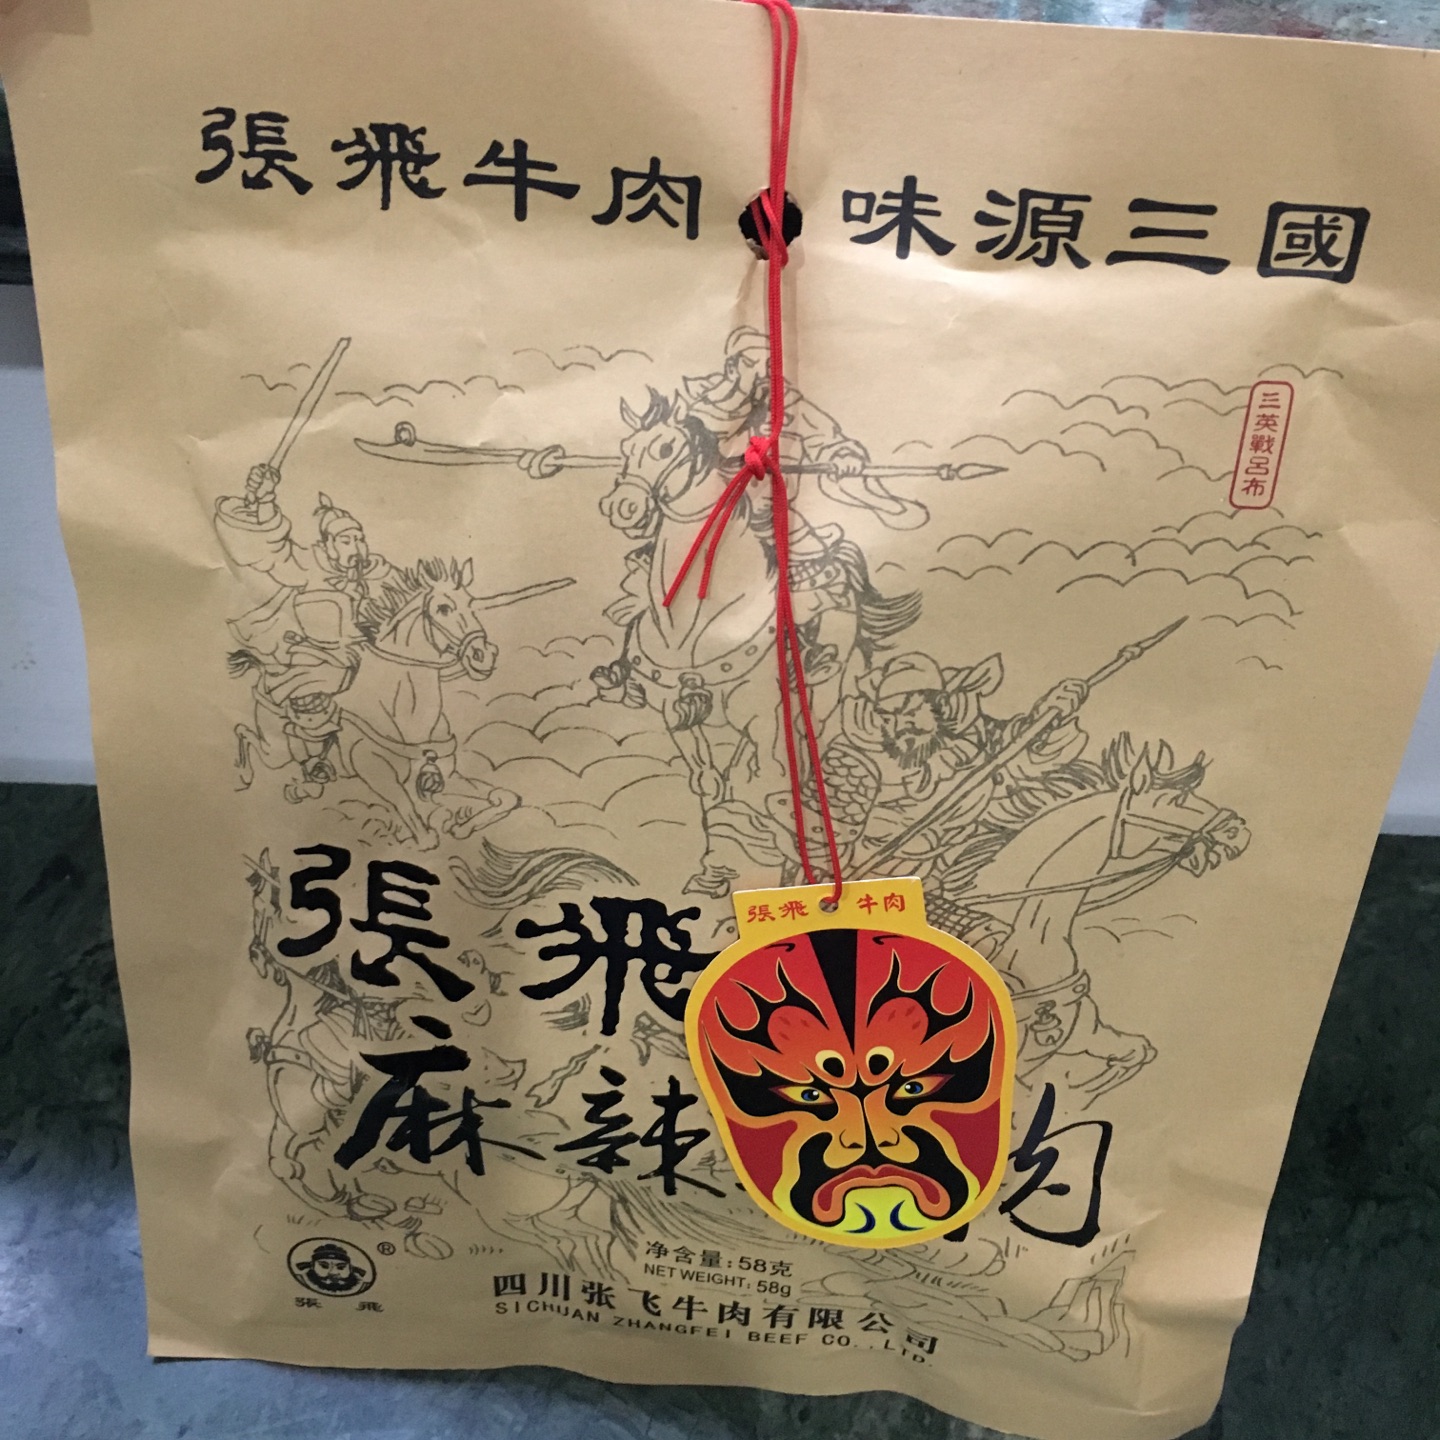 張飛牛肉 味源三國
三英戰呂布
張飛牛肉
張飛
麻辣 肉
净含量:58克
NET WEIGHT: 58g
張飛
四川张飞牛肉有限公司
SICHUAN ZHANGFEI BEEF CO.,LTD.